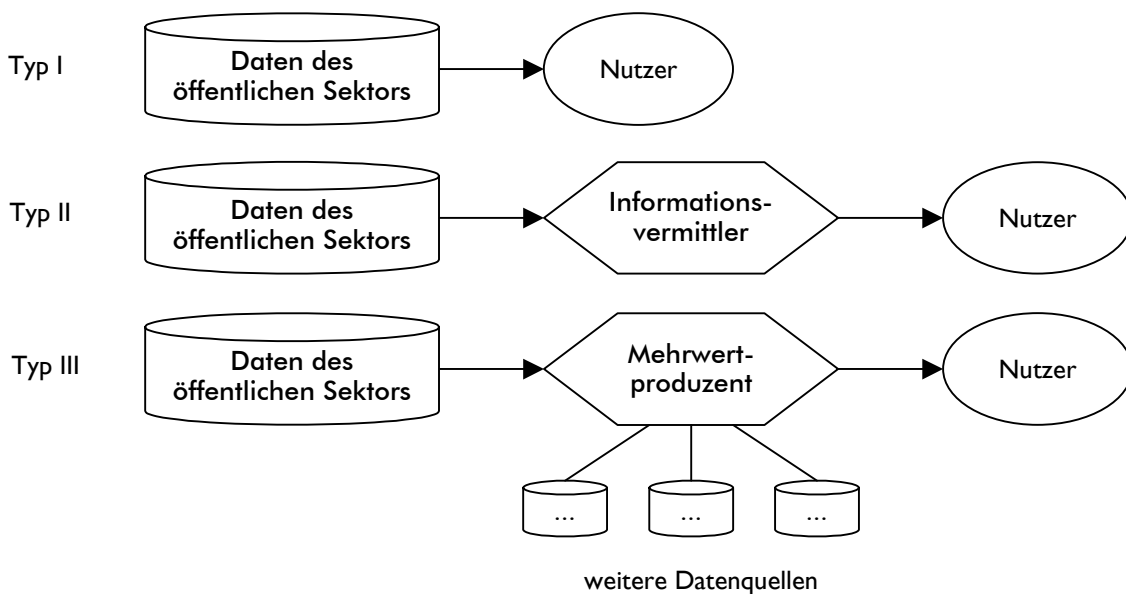 Typ I
Daten des
öffentlichen Sektors
Nutzer
Typ II
Daten des
öffentlichen Sektors
Informations-
vermittler
Nutzer
Typ III
Daten des
öffentlichen Sektors
Mehrwert-
produzent
Nutzer
...
...
...
weitere Datenquellen